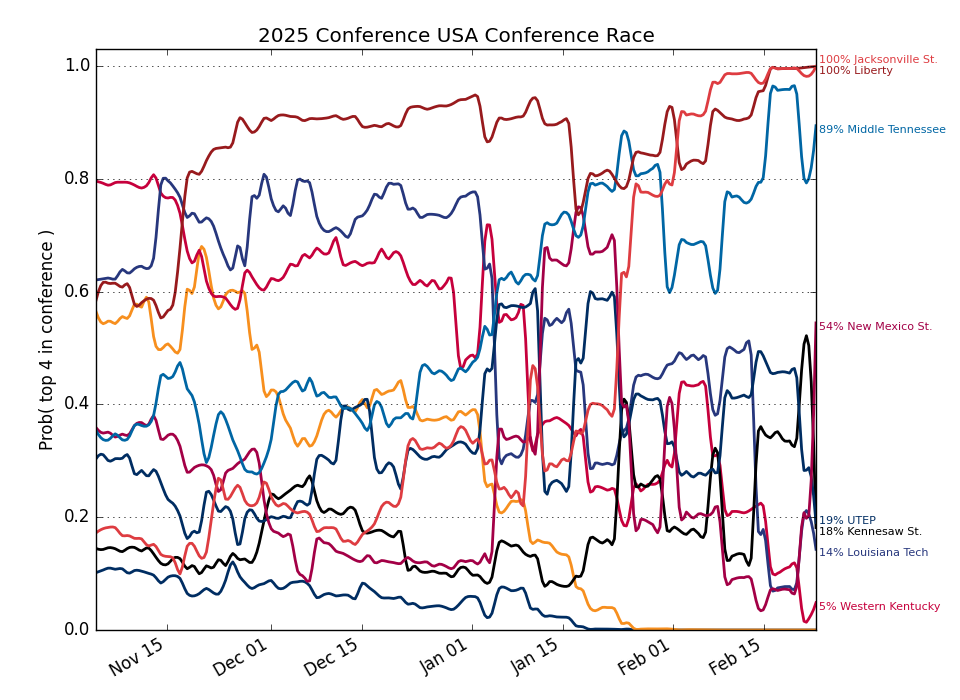 2025 Conference USA Conference Race
Prob( top 4 in conference )
1.0
0.8
0.6
0.4
0.2
0.0
Nov 15
Dec 01
Dec 15
Jan 01
Jan 15
Feb 01
Feb 15
100% Jacksonville St.
100% Liberty
89% Middle Tennessee
54% New Mexico St.
19% UTEP
18% Kennesaw St.
14% Louisiana Tech
5% Western Kentucky